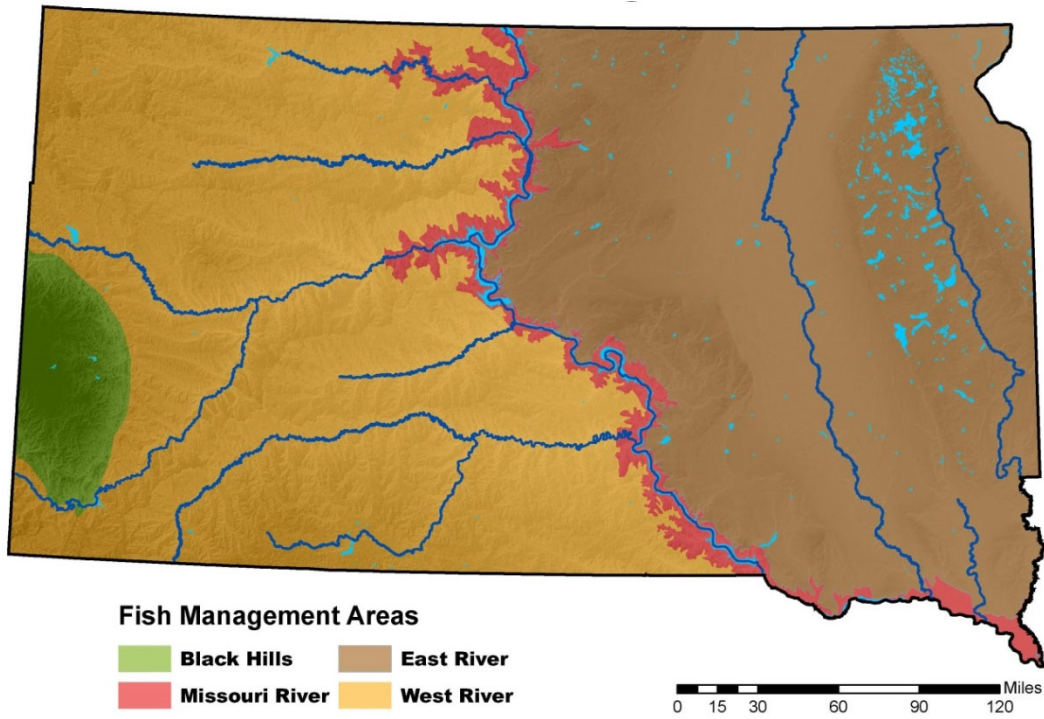 Fish Management Areas
Black Hills
East River
Missouri River
West River
Miles
0 15 30 60 90 120